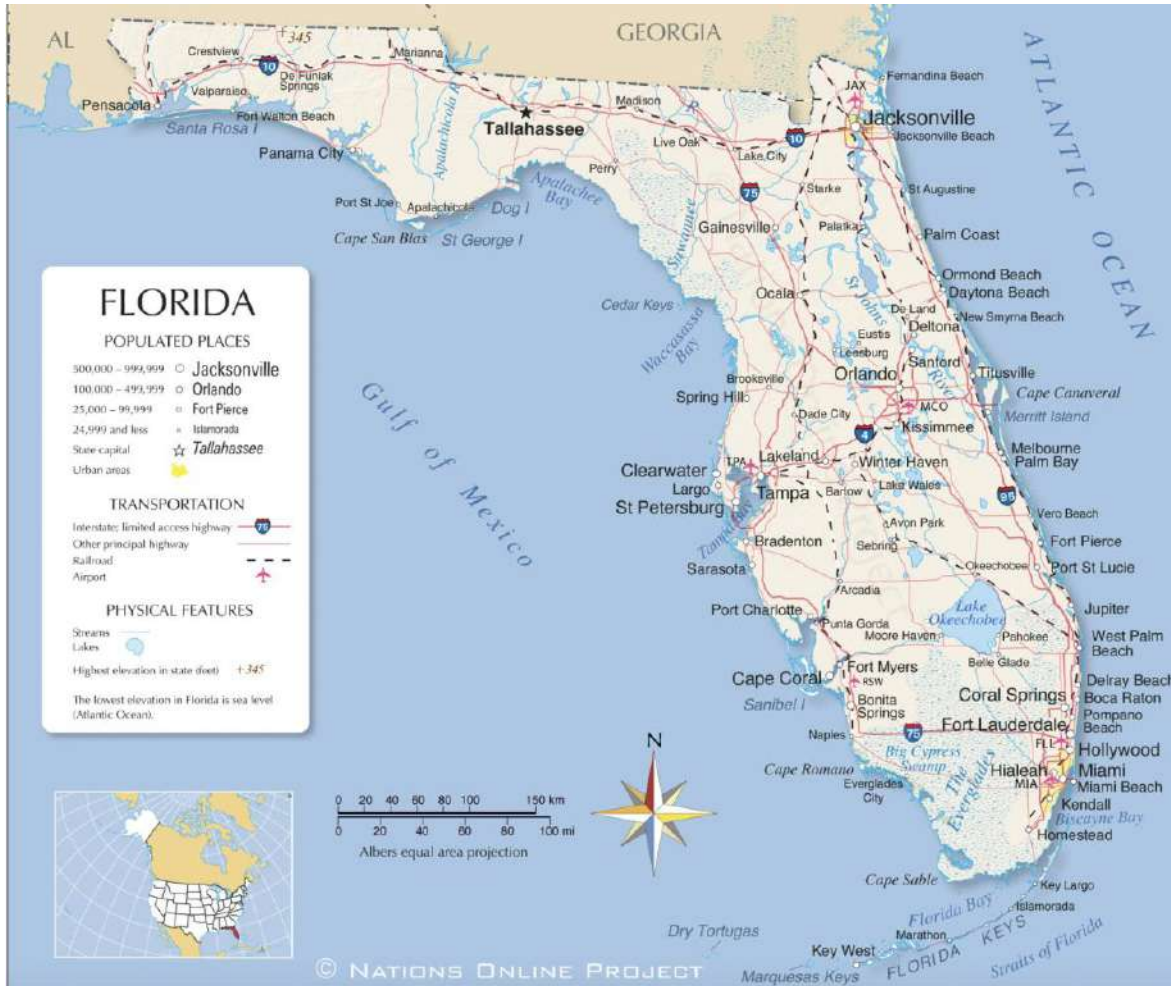 AL
GEORGIA
+345
Crestview
Marianna
10
De Funiak
Springs
Pensacola
Valparaiso
Fort Walton Beach
Santa Rosa I
Panama City
Apalachicola R
Tallahassee
Madison
R
Live Oak
Lake City
10
JAX
Fernandina Beach
Jacksonville
Jacksonville Beach
ATLANTIC
OCEAN
Perry
Port St Joe
Apalachicola
Dog I
Apalachee
Bay
Cape San Blas
St George I
75
Starke
St Augustine
Suwannee
Gainesville
Palatka
Palm Coast
Ormond Beach
Daytona Beach
Ocala
St Johns
River
De Land
New Smyrna Beach
Deltona
Cedar Keys
Waccasassa
Bay
Eustis
Leesburg
Sanford
Orlando
Titusville
Cape Canaveral
Brooksville
Spring Hill
Dade City
MCO
Merritt Island
Kissimmee
4
Melbourne
Palm Bay
TPA
Lakeland
Winter Haven
Clearwater
Largo
Tampa
Bartow
Lake Wales
95
St Petersburg
Tampa Bay
Avon Park
Vero Beach
Bradenton
Sebring
Fort Pierce
Sarasota
Okeechobee
Port St Lucie
Arcadia
Port Charlotte
Punta Gorda
Lake
Okeechobee
Jupiter
Moore Haven
Pahokee
West Palm
Beach
Belle Glade
Fort Myers
Cape Coral
RSW
Delray Beach
Sanibel I
Bonita
Springs
Coral Springs
Boca Raton
Pompano
Beach
Fort Lauderdale
Naples
75
FLL
Hollywood
Big Cypress
Swamp
Cape Romano
Everglades
City
The
Everglades
Hialeah
Miami
MIA
Miami Beach
Kendall
Biscayne Bay
Homestead
Cape Sable
Key Largo
Florida Bay
Islamorada
Dry Tortugas
Marathon
Key West
FLORIDA KEYS
Straits of Florida
Marquesas Keys
Gulf of Mexico
FLORIDA
POPULATED PLACES
500,000 – 999,999 Jacksonville
100,000 – 499,999 Orlando
25,000 – 99,999 Fort Pierce
24,999 and less Islamorada
State capital Tallahassee
Urban areas
TRANSPORTATION
Interstate; limited access highway 75
Other principal highway
Railroad
Airport
PHYSICAL FEATURES
Streams
Lakes
Highest elevation in state (feet) +345
The lowest elevation in Florida is sea level
(Atlantic Ocean).
N
0 40 80 100 150 km
0 20 40 60 80 100 mi
Albers equal area projection
© NATIONS ONLINE PROJECT